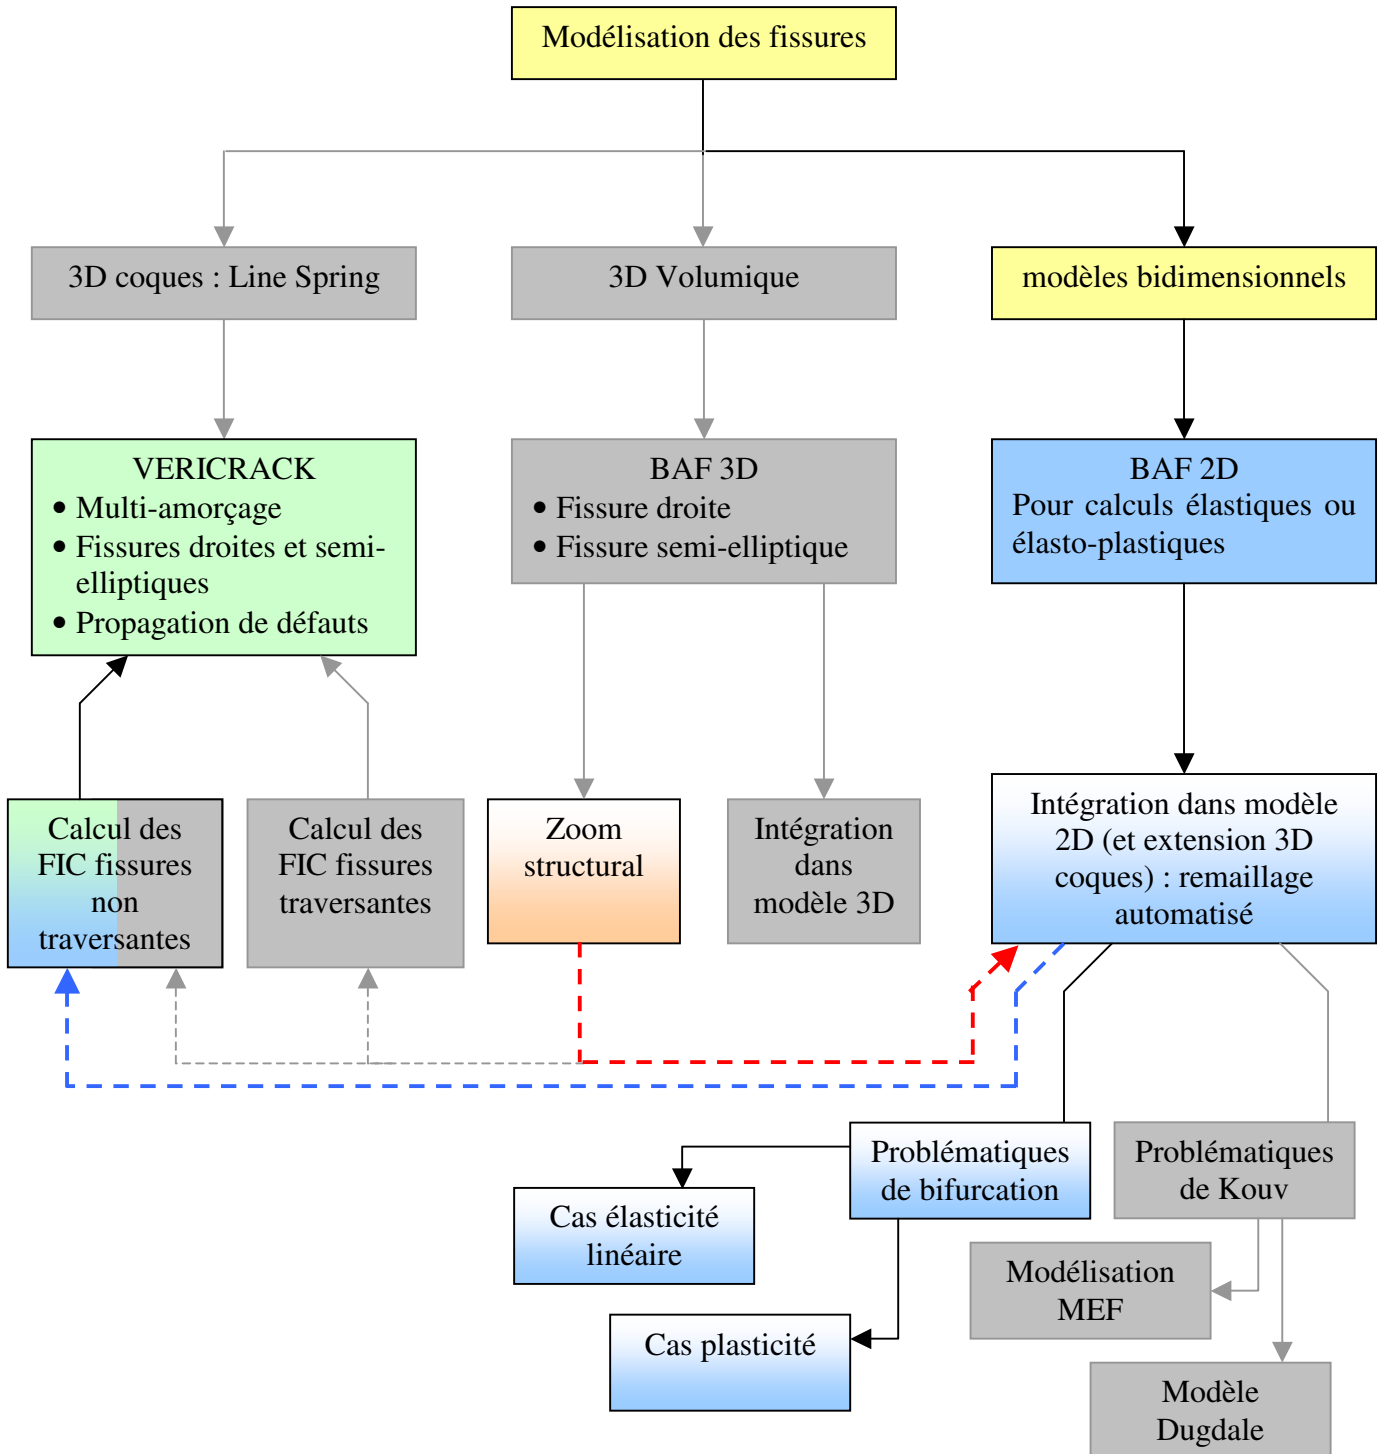 Modélisation des fissures
3D coques : Line Spring
3D Volumique
modèles bidimensionnels
VERICRACK
• Multi-amorçage
• Fissures droites et semi-
elliptiques
• Propagation de défauts
BAF 3D
• Fissure droite
• Fissure semi-elliptique
BAF 2D
Pour calculs élastiques ou
élasto-plastiques
Calcul des
FIC fissures
non
traversantes
Calcul des
FIC fissures
traversantes
Zoom
structural
Intégration
dans
modèle 3D
Intégration dans modèle
2D (et extension 3D
coques) : remaillage
automatisé
Problématiques
de bifurcation
Problématiques
de Kouv
Cas élasticité
linéaire
Modélisation
MEF
Cas plasticité
Modèle
Dugdale